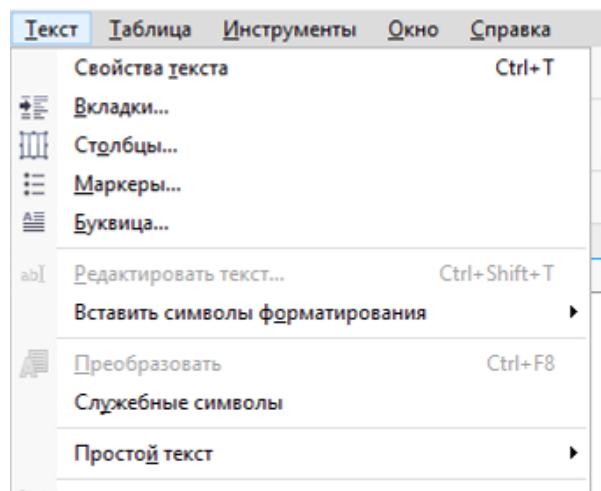 Текст Таблица Инструменты Окно Справка
Свойства текста Ctrl+T
Вкладки...
Столбцы...
Маркеры...
Буквица...
abI Редактировать текст... Ctrl+Shift+T
Вставить символы форматирования
Преобразовать Ctrl+F8
Служебные символы
Простой текст